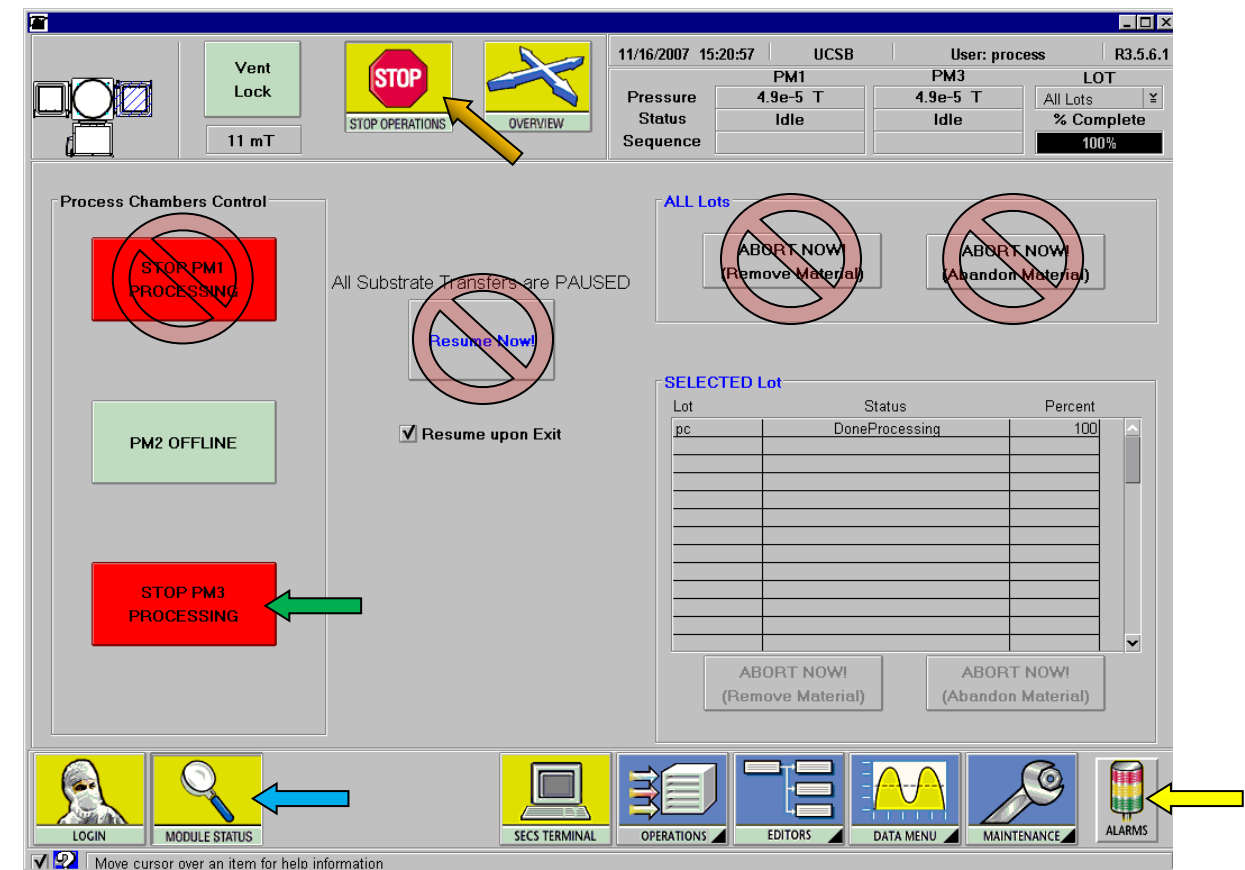 Vent
Lock
11 mT
STOP
STOP OPERATIONS
OVERVIEW
11/16/2007 15:20:57 UCSB User: process R3.5.6.1
PM1 PM3 LOT
Pressure 4.9e-5 T 4.9e-5 T All Lots
Status Idle Idle % Complete
Sequence 100%
Process Chambers Control
STOP PM1
PROCESSING
PM2 OFFLINE
STOP PM3
PROCESSING
All Substrate Transfers are PAUSED
Resume Now!
Resume upon Exit
ALL Lots
ABORT NOW!
(Remove Material)
ABORT NOW!
(Abandon Material)
SELECTED Lot
Lot Status Percent
pc DoneProcessing 100
ABORT NOW!
(Remove Material)
ABORT NOW!
(Abandon Material)
LOGIN
MODULE STATUS
SECS TERMINAL
OPERATIONS
EDITORS
DATA MENU
MAINTENANCE
ALARMS
Move cursor over an item for help information